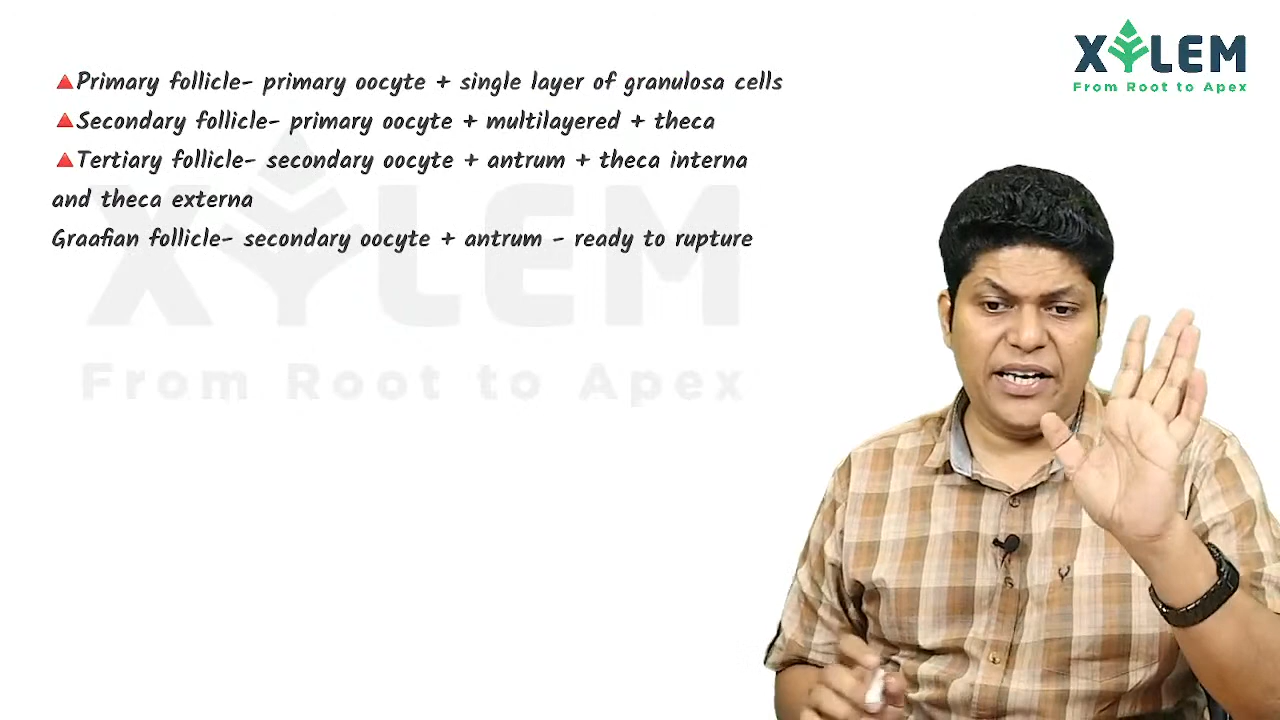 XYLEM
From Root to Apex
🔺Primary follicle- primary oocyte + single layer of granulosa cells
🔺Secondary follicle- primary oocyte + multilayered + theca
🔺Tertiary follicle- secondary oocyte + antrum + theca interna
and theca externa
Graafian follicle- secondary oocyte + antrum - ready to rupture
XYLEM
From Root to Apex